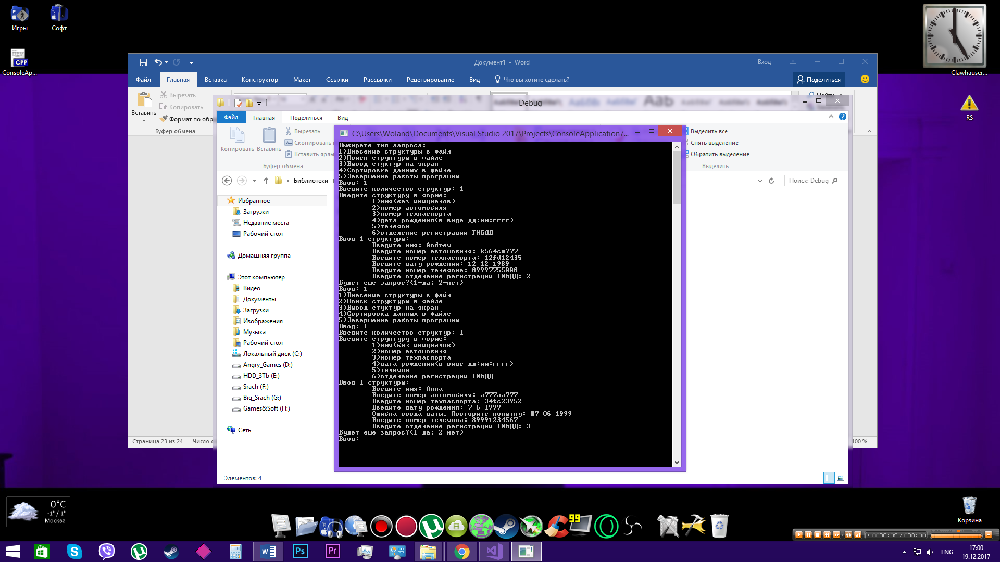 Игры
Софт
ConsoleAp...
Clawhauser...
RS
Документ1 - Word
Вход
Файл Главная Вставка Конструктор Макет Ссылки Рассылки Рецензирование Вид Что вы хотите сделать? Поделиться
Вставить
Вырезать
Копировать
Формат по обр
Буфер обмена
Debug
Файл Главная Поделиться Вид
Копировать
Вставить
Вырезать
Скопировать
Вставить ярлы
Буфер обмена
Выделить все
Снять выделение
Обратить выделение
Выделить
Библиотеки
Поиск: Debug
Избранное
Загрузки
Недавние места
Рабочий стол
Домашняя группа
Этот компьютер
Видео
Документы
Загрузки
Изображения
Музыка
Рабочий стол
Локальный диск (C:)
Angry_Games (D:)
HDD_3Tb (E:)
Srach (F:)
Big_Srach (G:)
Games&Soft (H:)
Сеть
Элементов: 4
C:\Users\Woland\Documents\Visual Studio 2017\Projects\ConsoleApplication7...
Выбирете тип запроса:
1)Внесение структуры в файл
2)Поиск структуры в файле
3)Вывод стуктур на экран
4)Сортировка данных в файле
5)Завершение работы программы
Ввод: 1
Введите количество структур: 1
Введите структуру в форме:
1)имя(без инициалов)
2)номер автомобиля
3)номер техпаспорта
4)дата рождения(в виде дд:мм:гггг)
5)телефон
6)отделение регистрации ГИБДД
Ввод 1 структуры:
Введите имя: Andrew
Введите номер автомобиля: k564cm777
Введите номер техпаспорта: 12fd12435
Введите дату рождения: 12 12 1989
Введите номер телефона: 89997755888
Введите отделение регистрации ГИБДД: 2
Будет еще запрос?(1-да; 2-нет)
Ввод: 1
1)Внесение структуры в файл
2)Поиск структуры в файле
3)Вывод стуктур на экран
4)Сортировка данных в файле
5)Завершение работы программы
Ввод: 1
Введите количество структур: 1
Введите структуру в форме:
1)имя(без инициалов)
2)номер автомобиля
3)номер техпаспорта
4)дата рождения(в виде дд:мм:гггг)
5)телефон
6)отделение регистрации ГИБДД
Ввод 1 структуры:
Введите имя: Anna
Введите номер автомобиля: a777aa777
Введите номер техпаспорта: 34tc23952
Введите дату рождения: 7 6 1999
Ошибка ввода даты. Повторите попытку: 07 06 1999
Введите номер телефона: 89991234567
Введите отделение регистрации ГИБДД: 3
Будет еще запрос?(1-да; 2-нет)
Ввод:
Страница 23 из 24
Число
100 %
0°C
-1° / 1°
Москва
99
Корзина
ENG
17:00
19.12.2017